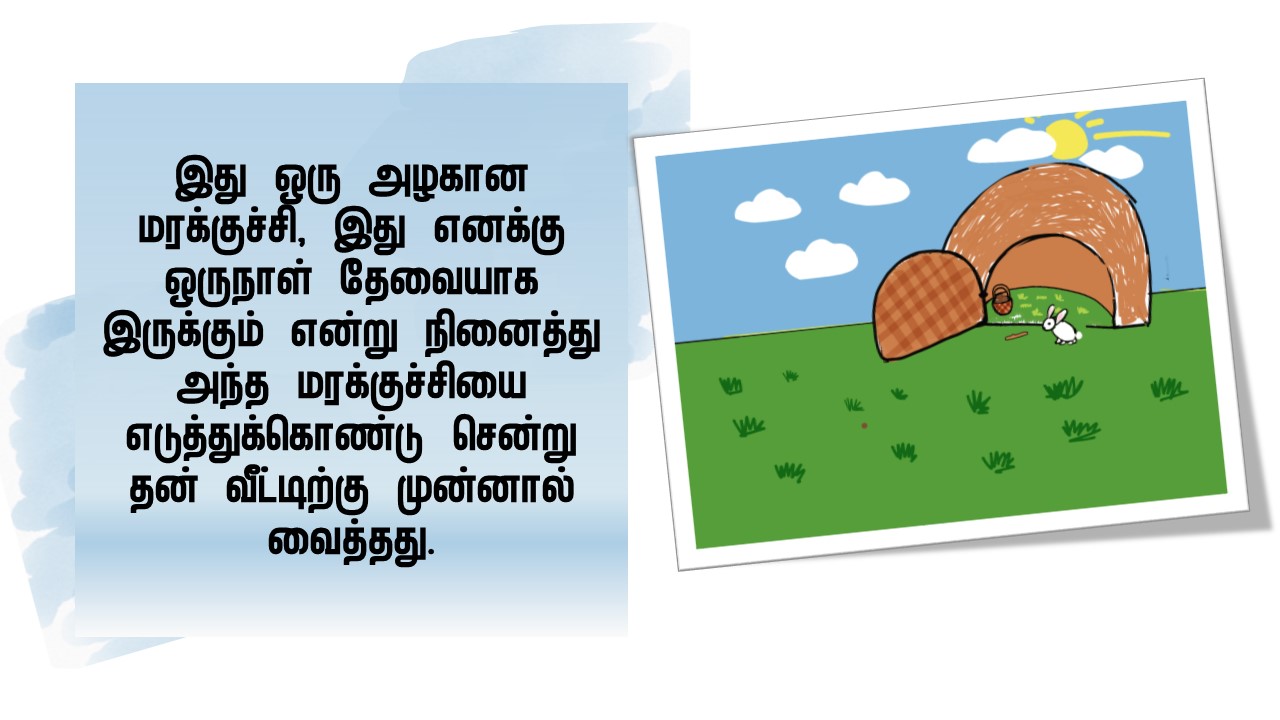 இது ஒரு அழகான
மரக்குச்சி, இது எனக்கு
ஒருநாள் தேவையாக
இருக்கும் என்று நினைத்து
அந்த மரக்குச்சியை
எடுத்துக்கொண்டு சென்று
தன் வீட்டிற்கு முன்னால்
வைத்தது.